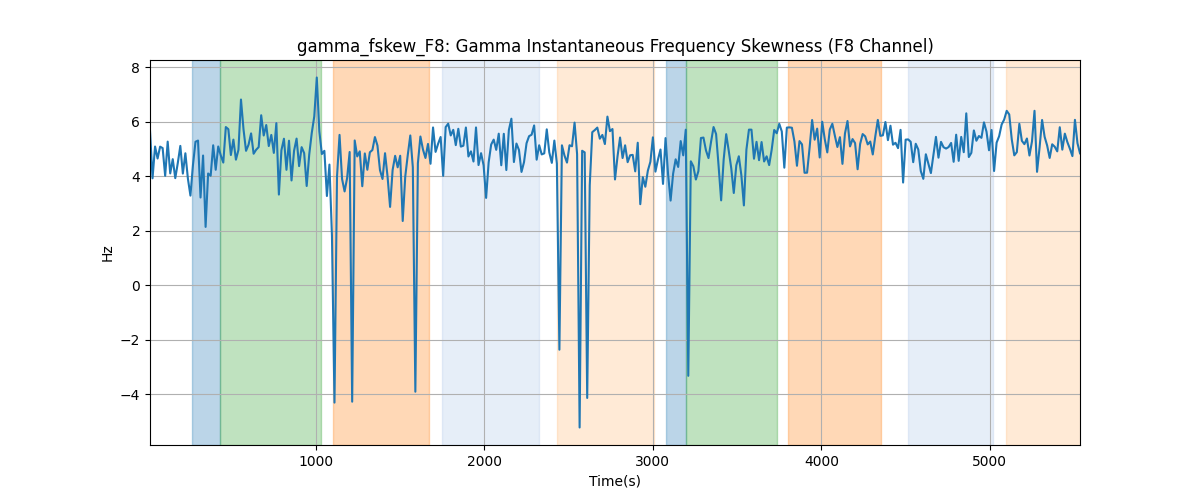 gamma_fskew_F8: Gamma Instantaneous Frequency Skewness (F8 Channel)
8
6
4
2
0
−2
−4
Hz
1000 2000 3000 4000 5000
Time(s)